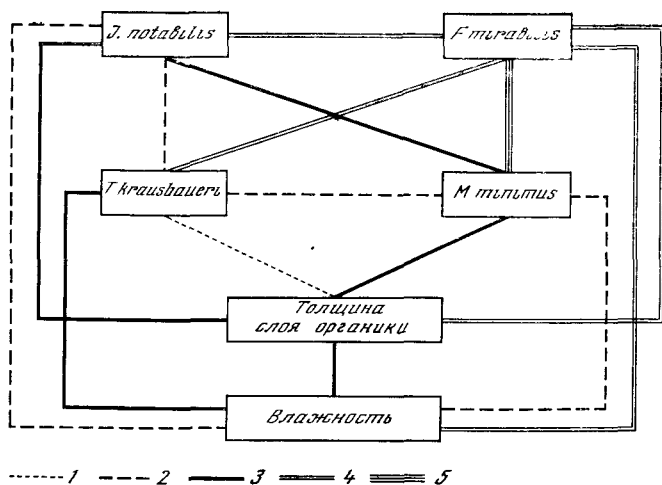 J. notabilis
F. mirabilis
T. krausbaueri
M. minimus
Толщина
слоя органики
Влажность
1 2 3 4 5